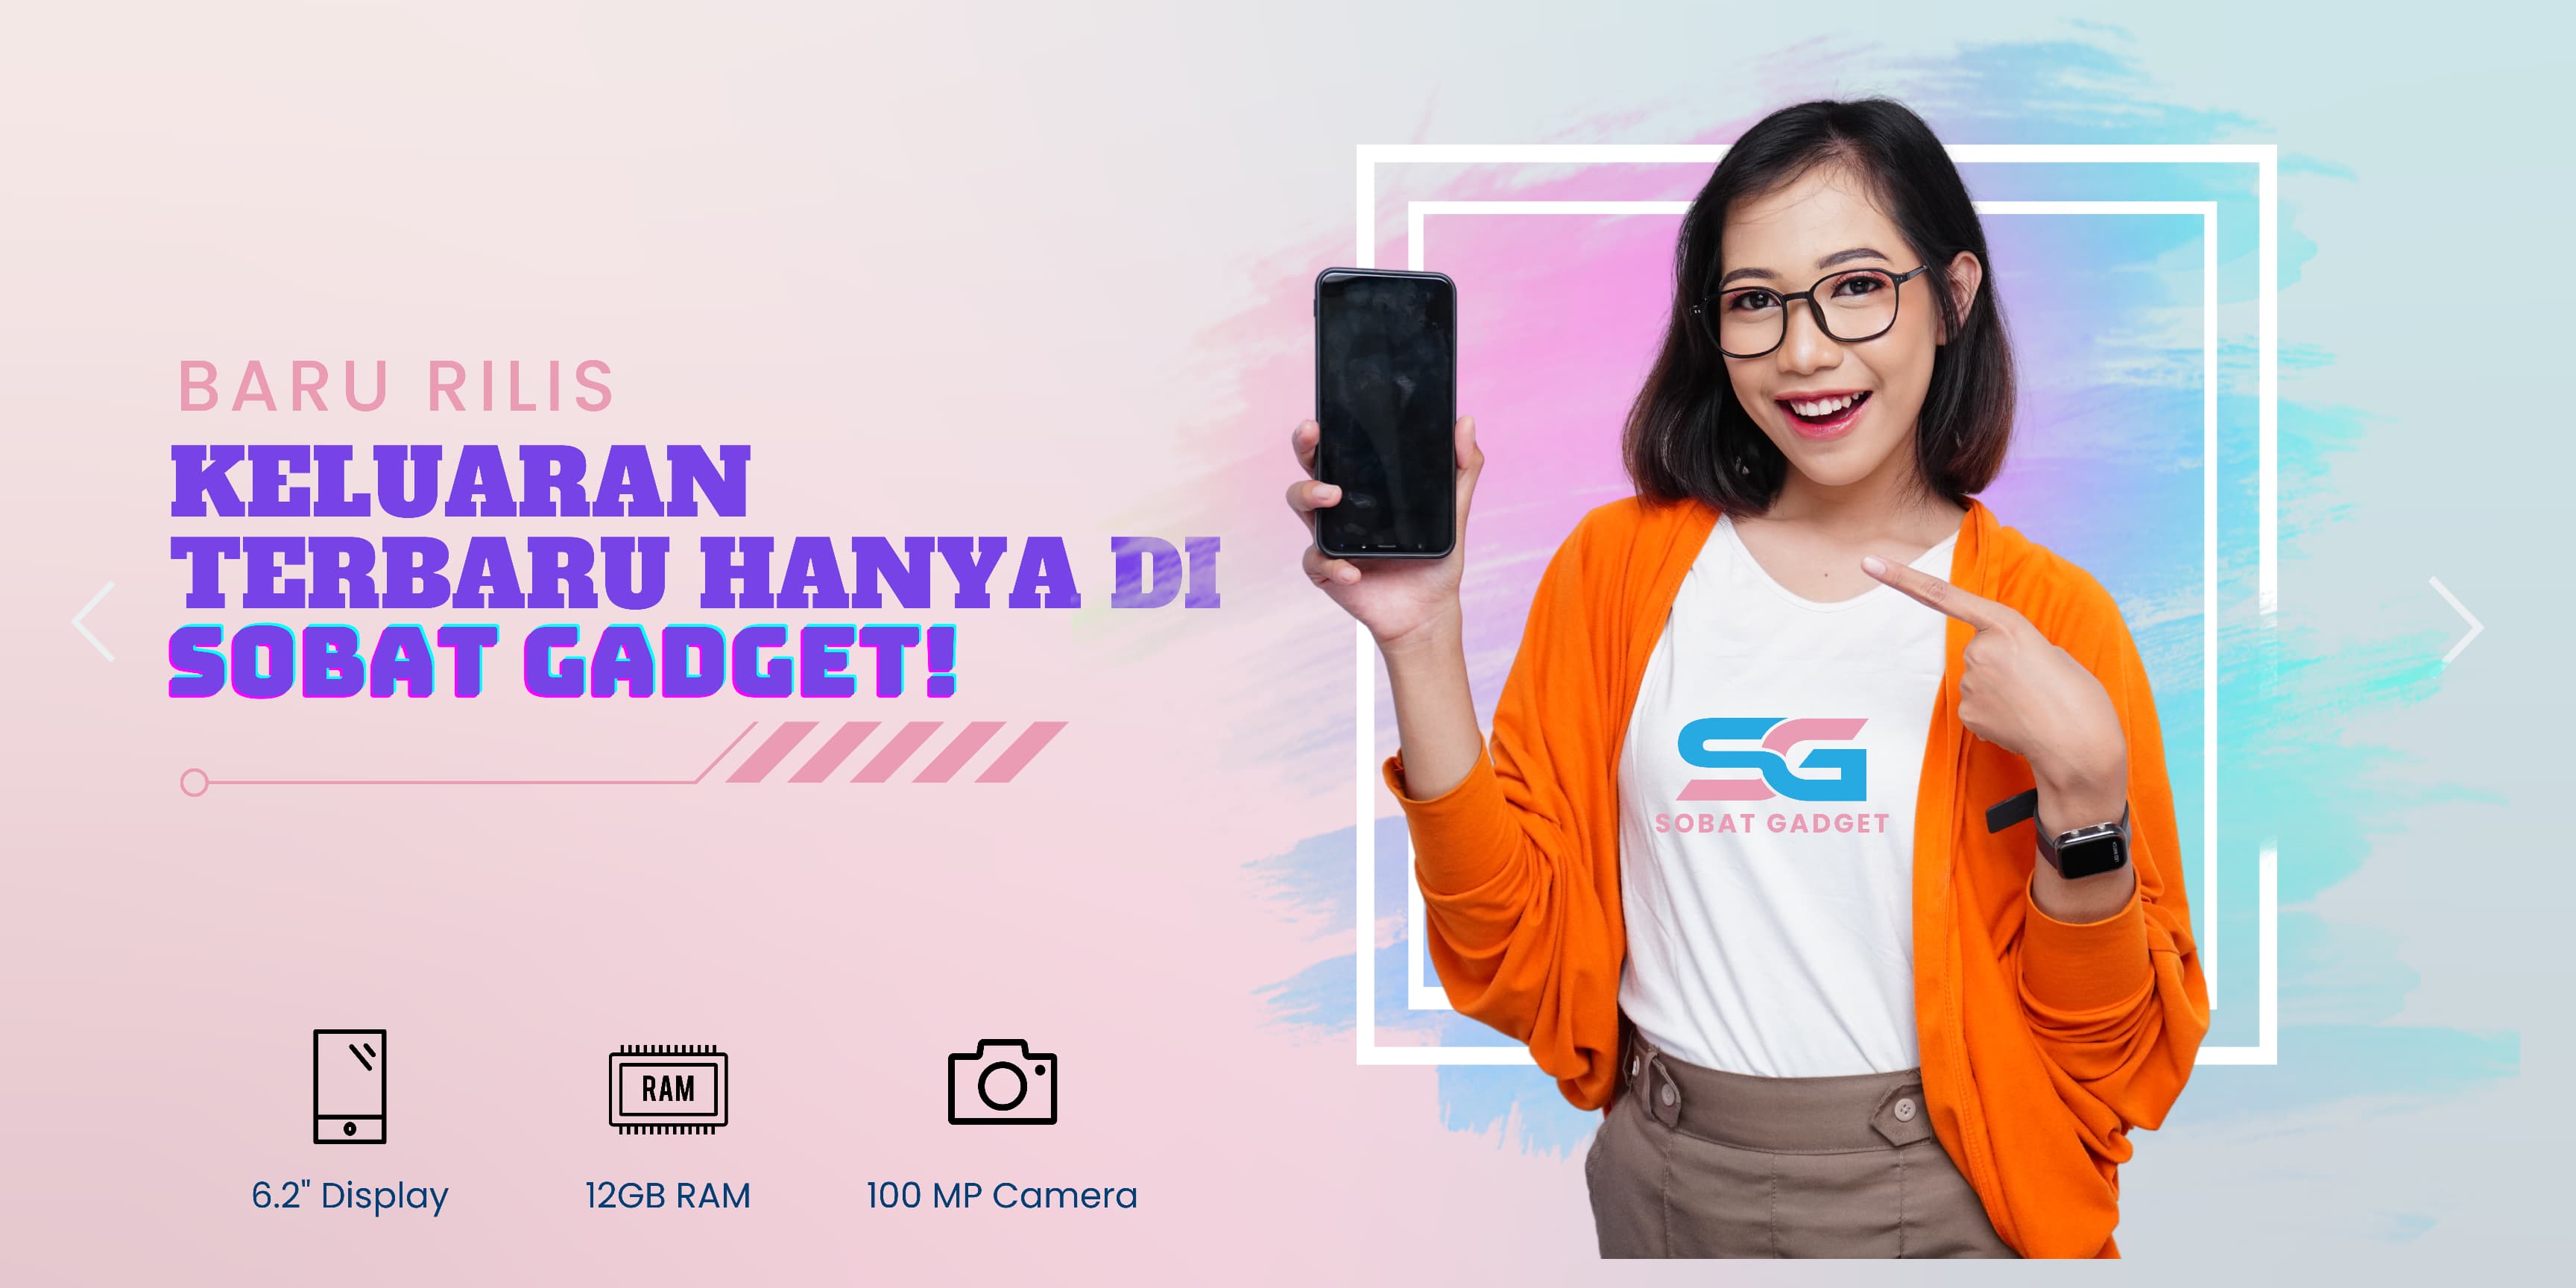 BARU RILIS
KELUARAN
TERBARU HANYA DI
SOBAT GADGET!
SG
SOBAT GADGET
RAM
6.2" Display
12GB RAM
100 MP Camera